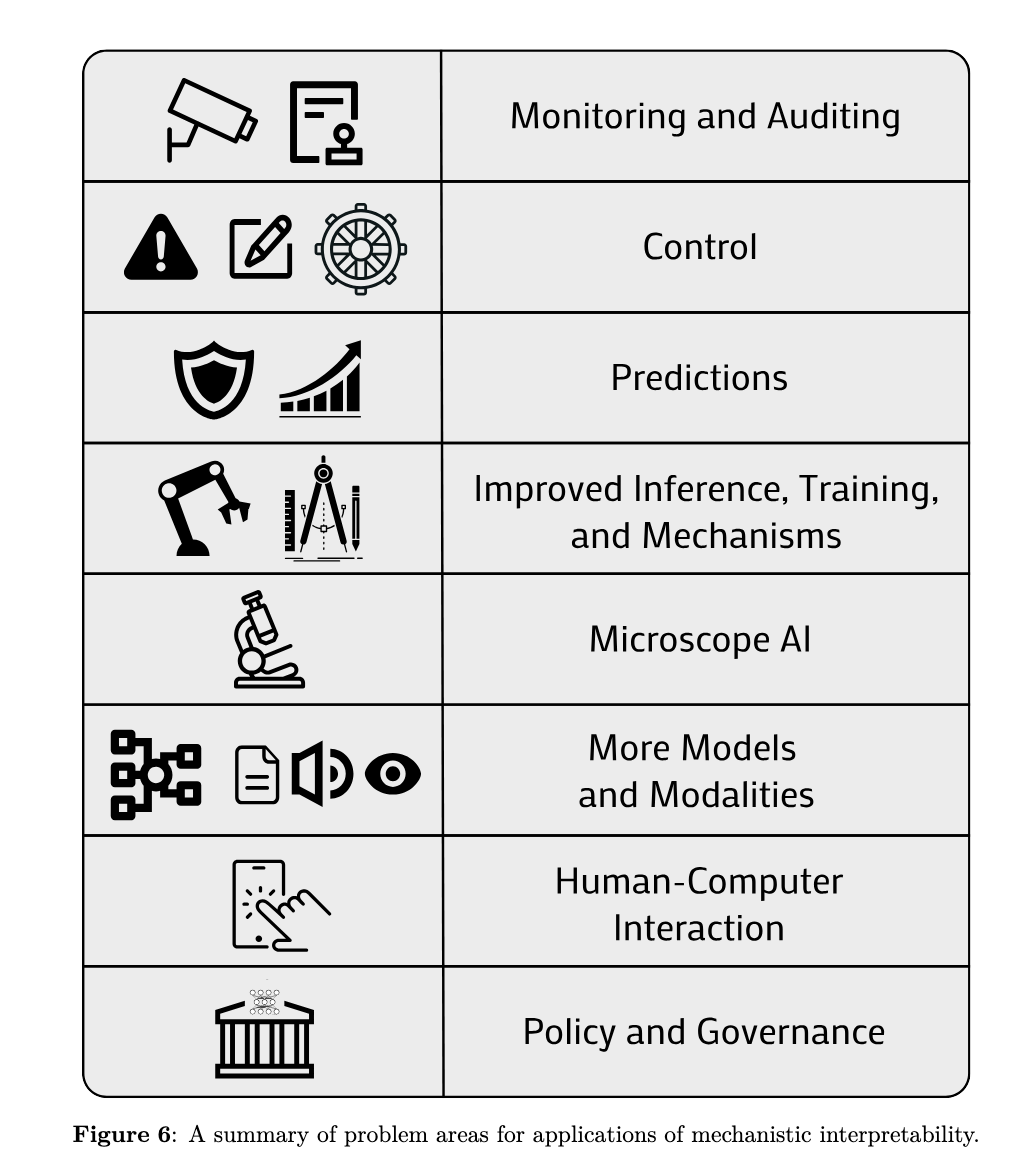 Monitoring and Auditing
Control
Predictions
Improved Inference, Training,
and Mechanisms
Microscope AI
More Models
and Modalities
Human-Computer
Interaction
Policy and Governance
Figure 6: A summary of problem areas for applications of mechanistic interpretability.